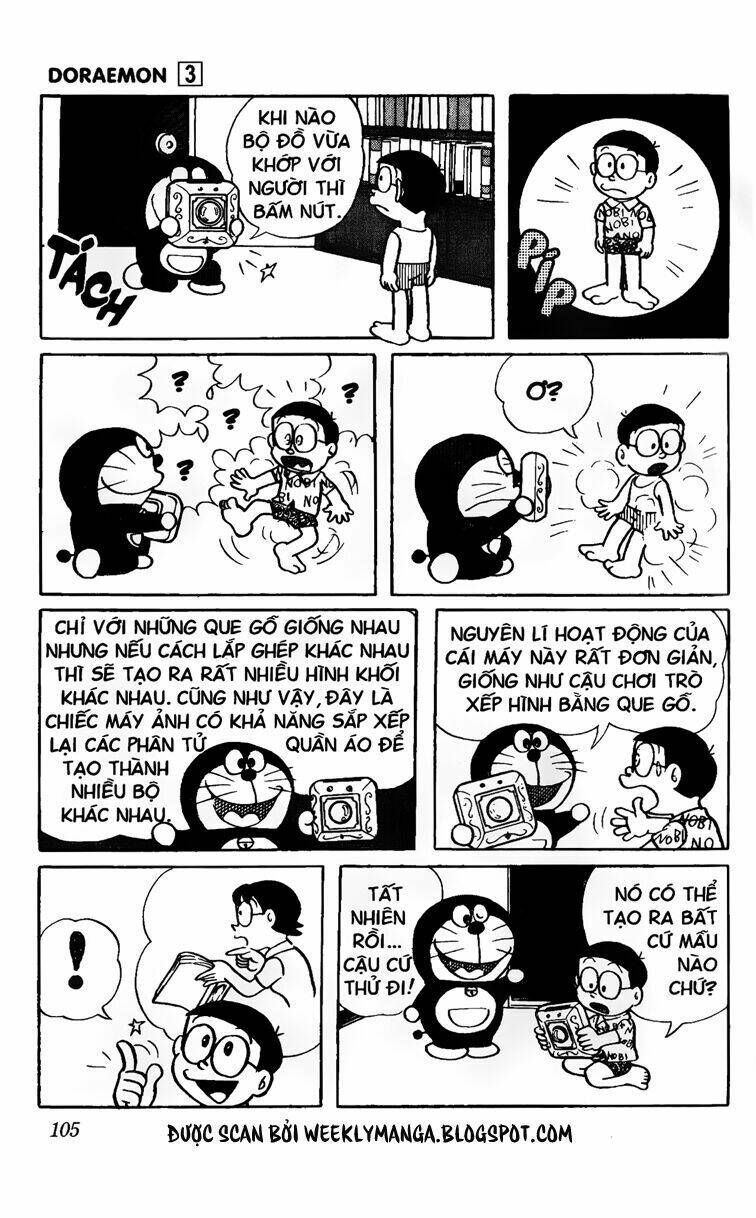 DORAEMON 3
KHI NÀO
BỘ ĐỒ VỪA
KHỚP VỚI
NGƯỜI THÌ
BẤM NÚT.
TÁCH
NOBI NOBI
NOBI
NOBI
PÍP
PÍP
?
?
?
?
NOBI NO
BI NO
Ơ?
CHỈ VỚI NHỮNG QUE GỖ GIỐNG NHAU
NHƯNG NẾU CÁCH LẮP GHÉP KHÁC NHAU
THÌ SẼ TẠO RA RẤT NHIỀU HÌNH KHỐI
KHÁC NHAU. CŨNG NHƯ VẬY, ĐÂY LÀ
CHIẾC MÁY ẢNH CÓ KHẢ NĂNG SẮP XẾP
LẠI CÁC PHÂN TỬ QUẦN ÁO ĐỂ
TẠO THÀNH
NHIỀU BỘ
KHÁC NHAU.
NGUYÊN LÍ HOẠT ĐỘNG CỦA
CÁI MÁY NÀY RẤT ĐƠN GIẢN,
GIỐNG NHƯ CẬU CHƠI TRÒ
XẾP HÌNH BẰNG QUE GỖ.
NOBI
NOBI NO
!
TẤT
NHIÊN
RỒI...
CẬU CỨ
THỬ ĐI!
NÓ CÓ THỂ
TẠO RA BẤT
CỨ MẪU
NÀO
CHỨ?
NOBI
105
ĐƯỢC SCAN BỞI WEEKLYMANGA.BLOGSPOT.COM